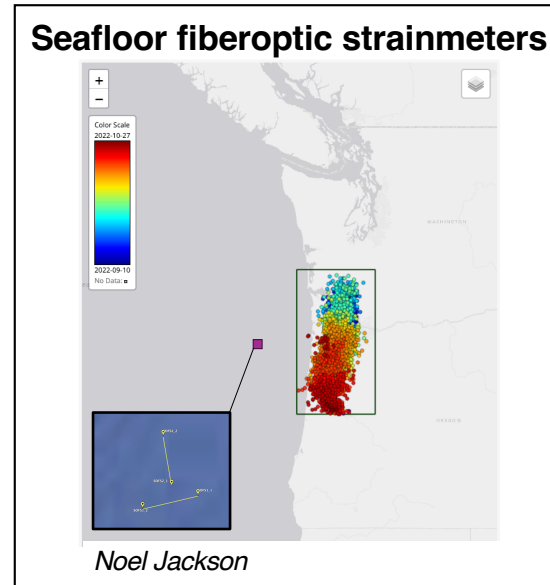 Seafloor fiberoptic strainmeters
+
−
Color Scale
2022-10-27
2022-09-10
No Data:
WASHINGTON
OREGON
Noel Jackson